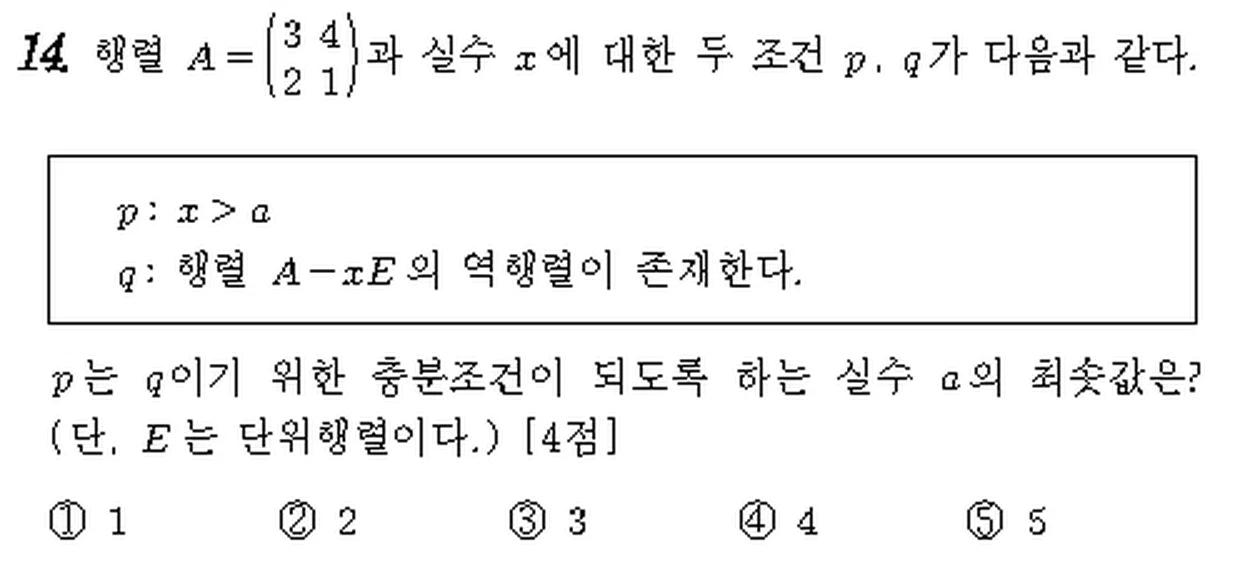 14. 행렬 A=(3 4
2 1)과 실수 x에 대한 두 조건 p, q가 다음과 같다.
p: x > a
q: 행렬 A-xE의 역행렬이 존재한다.
p는 q이기 위한 충분조건이 되도록 하는 실수 a의 최솟값은?
(단, E는 단위행렬이다.) [4점]
① 1 ② 2 ③ 3 ④ 4 ⑤ 5